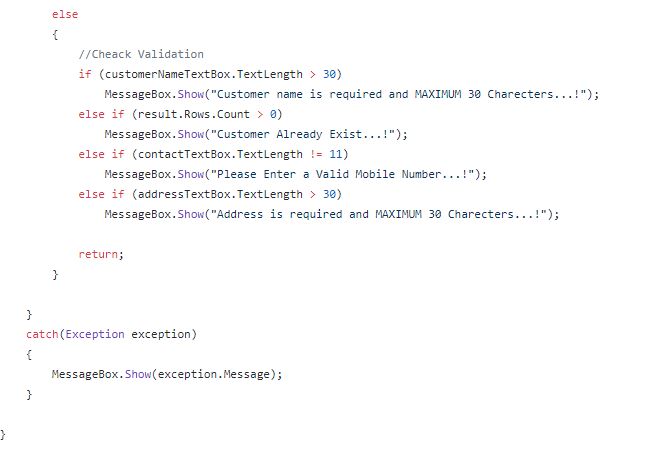 else
{
//Cheack Validation
if (customerNameTextBox.TextLength > 30)
MessageBox.Show("Customer name is required and MAXIMUM 30 Charecters...!");
else if (result.Rows.Count > 0)
MessageBox.Show("Customer Already Exist...!");
else if (contactTextBox.TextLength != 11)
MessageBox.Show("Please Enter a Valid Mobile Number...!");
else if (addressTextBox.TextLength > 30)
MessageBox.Show("Address is required and MAXIMUM 30 Charecters...!");
return;
}
}
catch(Exception exception)
{
MessageBox.Show(exception.Message);
}
}